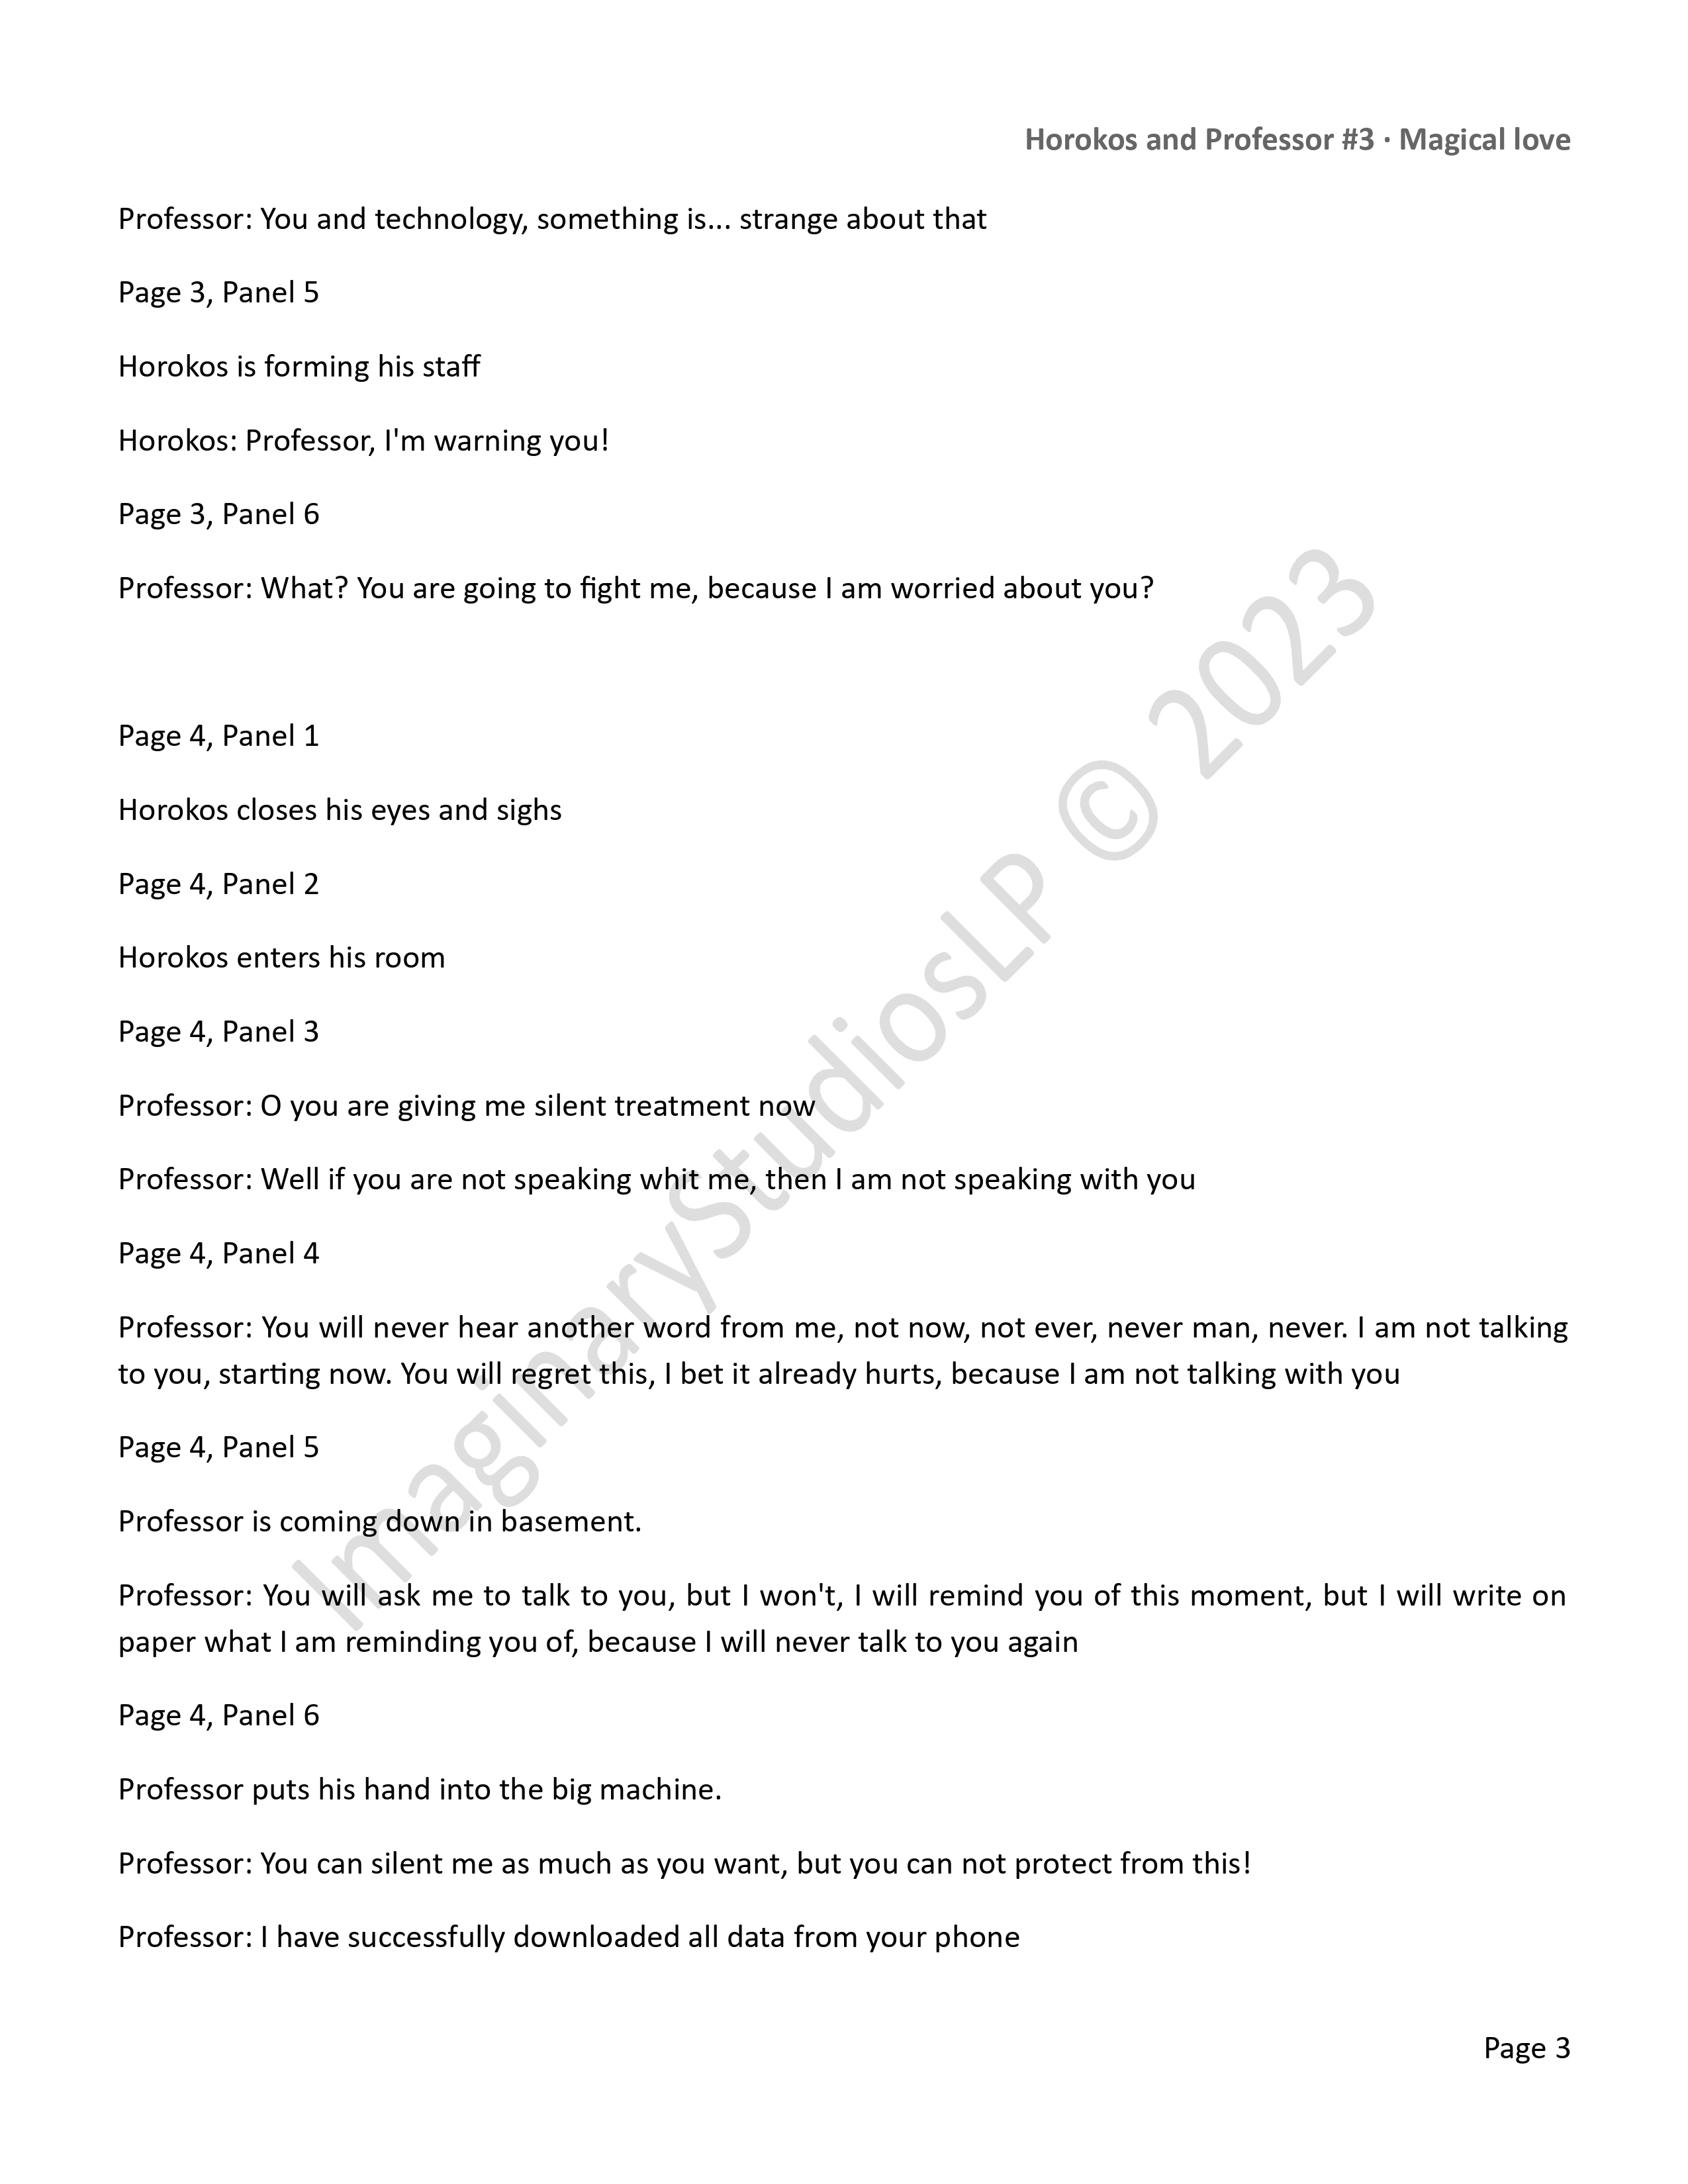 Horokos and Professor #3 · Magical love
Professor: You and technology, something is... strange about that
Page 3, Panel 5
Horokos is forming his staff
Horokos: Professor, I'm warning you!
Page 3, Panel 6
Professor: What? You are going to fight me, because I am worried about you?
Page 4, Panel 1
Horokos closes his eyes and sighs
Page 4, Panel 2
Horokos enters his room
Page 4, Panel 3
Professor: O you are giving me silent treatment now
Professor: Well if you are not speaking whit me, then I am not speaking with you
Page 4, Panel 4
Professor: You will never hear another word from me, not now, not ever, never man, never. I am not talking
to you, starting now. You will regret this, I bet it already hurts, because I am not talking with you
Page 4, Panel 5
Professor is coming down in basement.
Professor: You will ask me to talk to you, but I won't, I will remind you of this moment, but I will write on
paper what I am reminding you of, because I will never talk to you again
Page 4, Panel 6
Professor puts his hand into the big machine.
Professor: You can silent me as much as you want, but you can not protect from this!
Professor: I have successfully downloaded all data from your phone
Page 3
ImaginaryStudiosLP © 2023